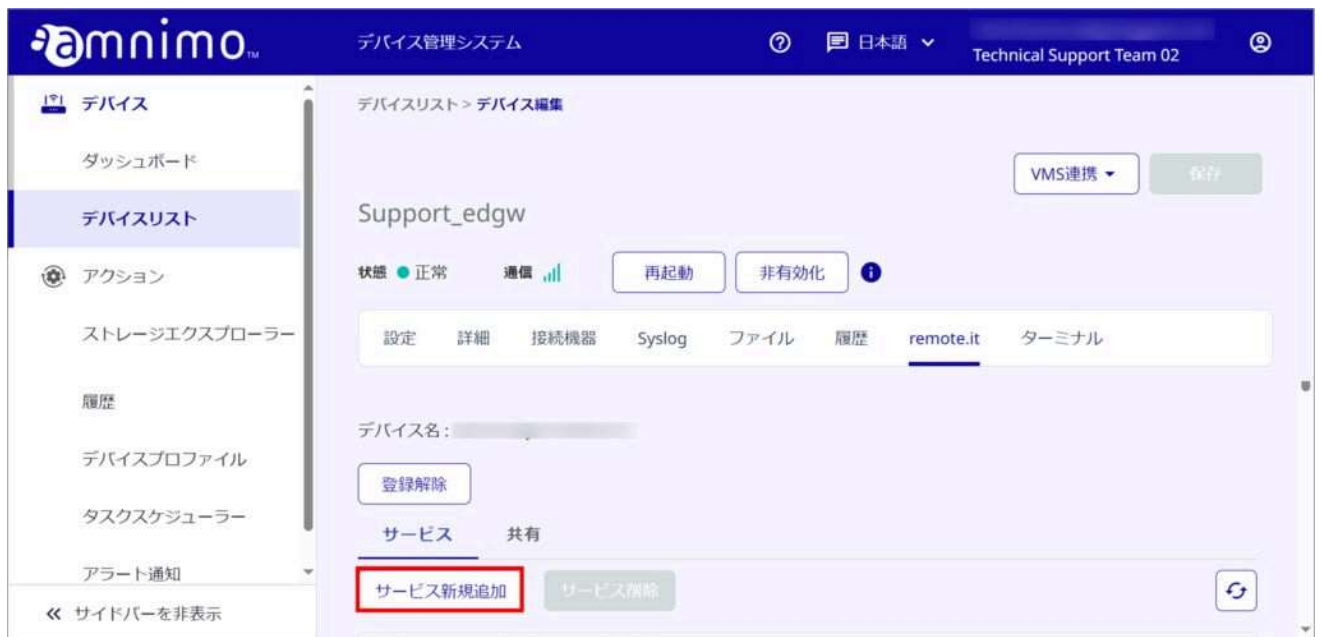 amnimo™
デバイス管理システム
日本語
Technical Support Team 02
デバイス
ダッシュボード
デバイスリスト
アクション
ストレージエクスプローラー
履歴
デバイスプロファイル
タスクスケジューラー
アラート通知
サイドバーを非表示
デバイスリスト > デバイス編集
VMS連携
保存
Support_edgw
状態 正常 通信 再起動 非有効化
設定 詳細 接続機器 Syslog ファイル 履歴 remote.it ターミナル
デバイス名 :
登録解除
サービス 共有
サービス新規追加 サービス削除